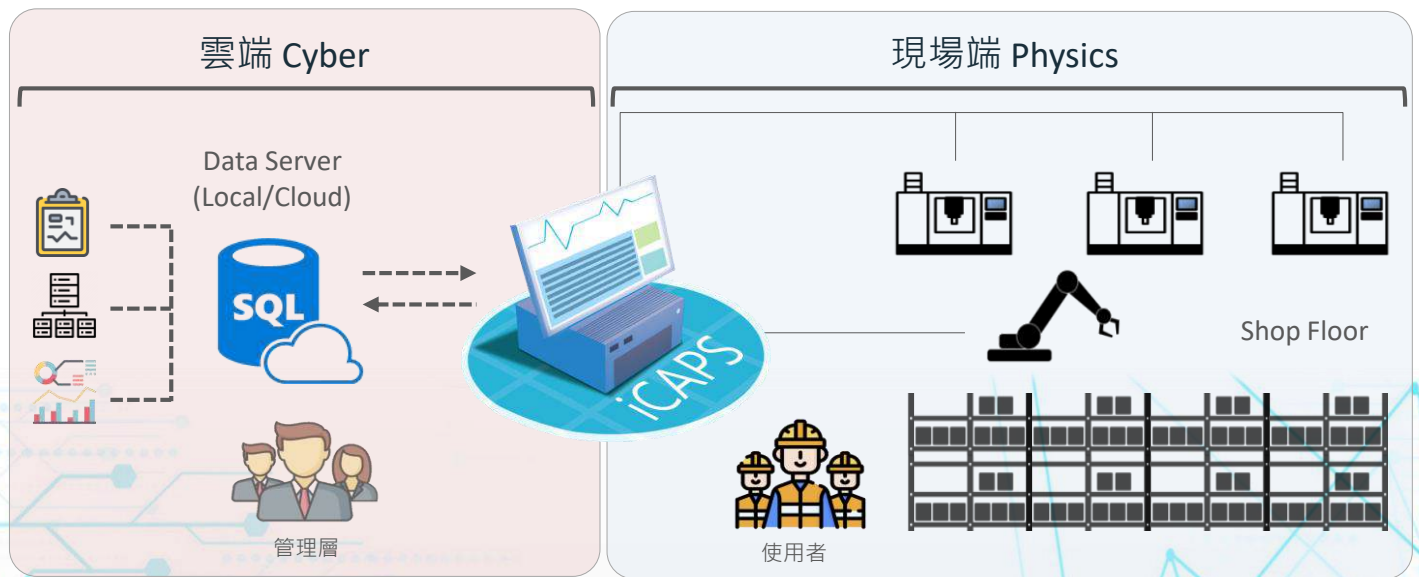 雲端 Cyber
現場端 Physics
Data Server
(Local/Cloud)
SQL
iCAPS
Shop Floor
管理層
使用者